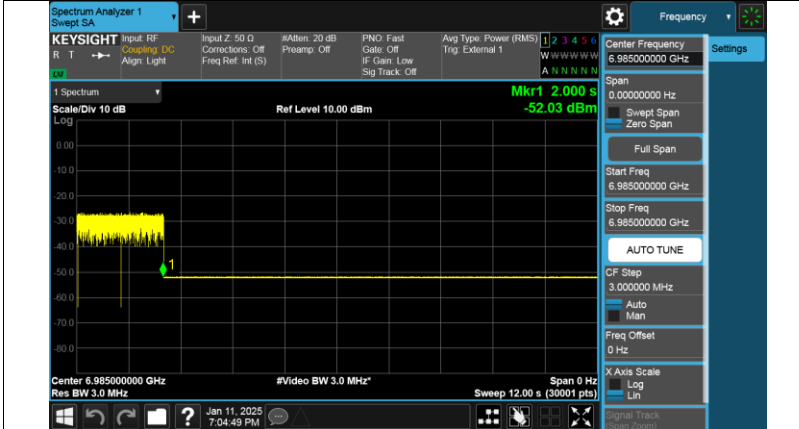 Spectrum Analyzer 1
Swept SA
Frequency
KEYSIGHT
R T
Input: RF
Coupling: DC
Align: Light
Input Z: 50 Ω
Corrections: Off
Freq Ref: Int (S)
#Atten: 20 dB
Preamp: Off
PNO: Fast
Gate: Off
IF Gain: Low
Sig Track: Off
Avg Type: Power (RMS)
Trig: External 1
1 2 3 4 5 6
W W W W W W
A N N N N N
1 Spectrum
Scale/Div 10 dB
Log
Ref Level 10.00 dBm
Mkr1 2.000 s
-52.03 dBm
0.00
-10.0
-20.0
-30.0
-40.0
-50.0
-60.0
-70.0
-80.0
1
Center 6.985000000 GHz
Res BW 3.0 MHz
#Video BW 3.0 MHz*
Span 0 Hz
Sweep 12.00 s (30001 pts)
Jan 11, 2025
7:04:49 PM
Center Frequency
6.985000000 GHz
Span
0.00000000 Hz
Swept Span
Zero Span
Full Span
Start Freq
6.985000000 GHz
Stop Freq
6.985000000 GHz
AUTO TUNE
CF Step
3.000000 MHz
Auto
Man
Freq Offset
0 Hz
X Axis Scale
Log
Lin
Signal Track
(Span Zoom)
Settings